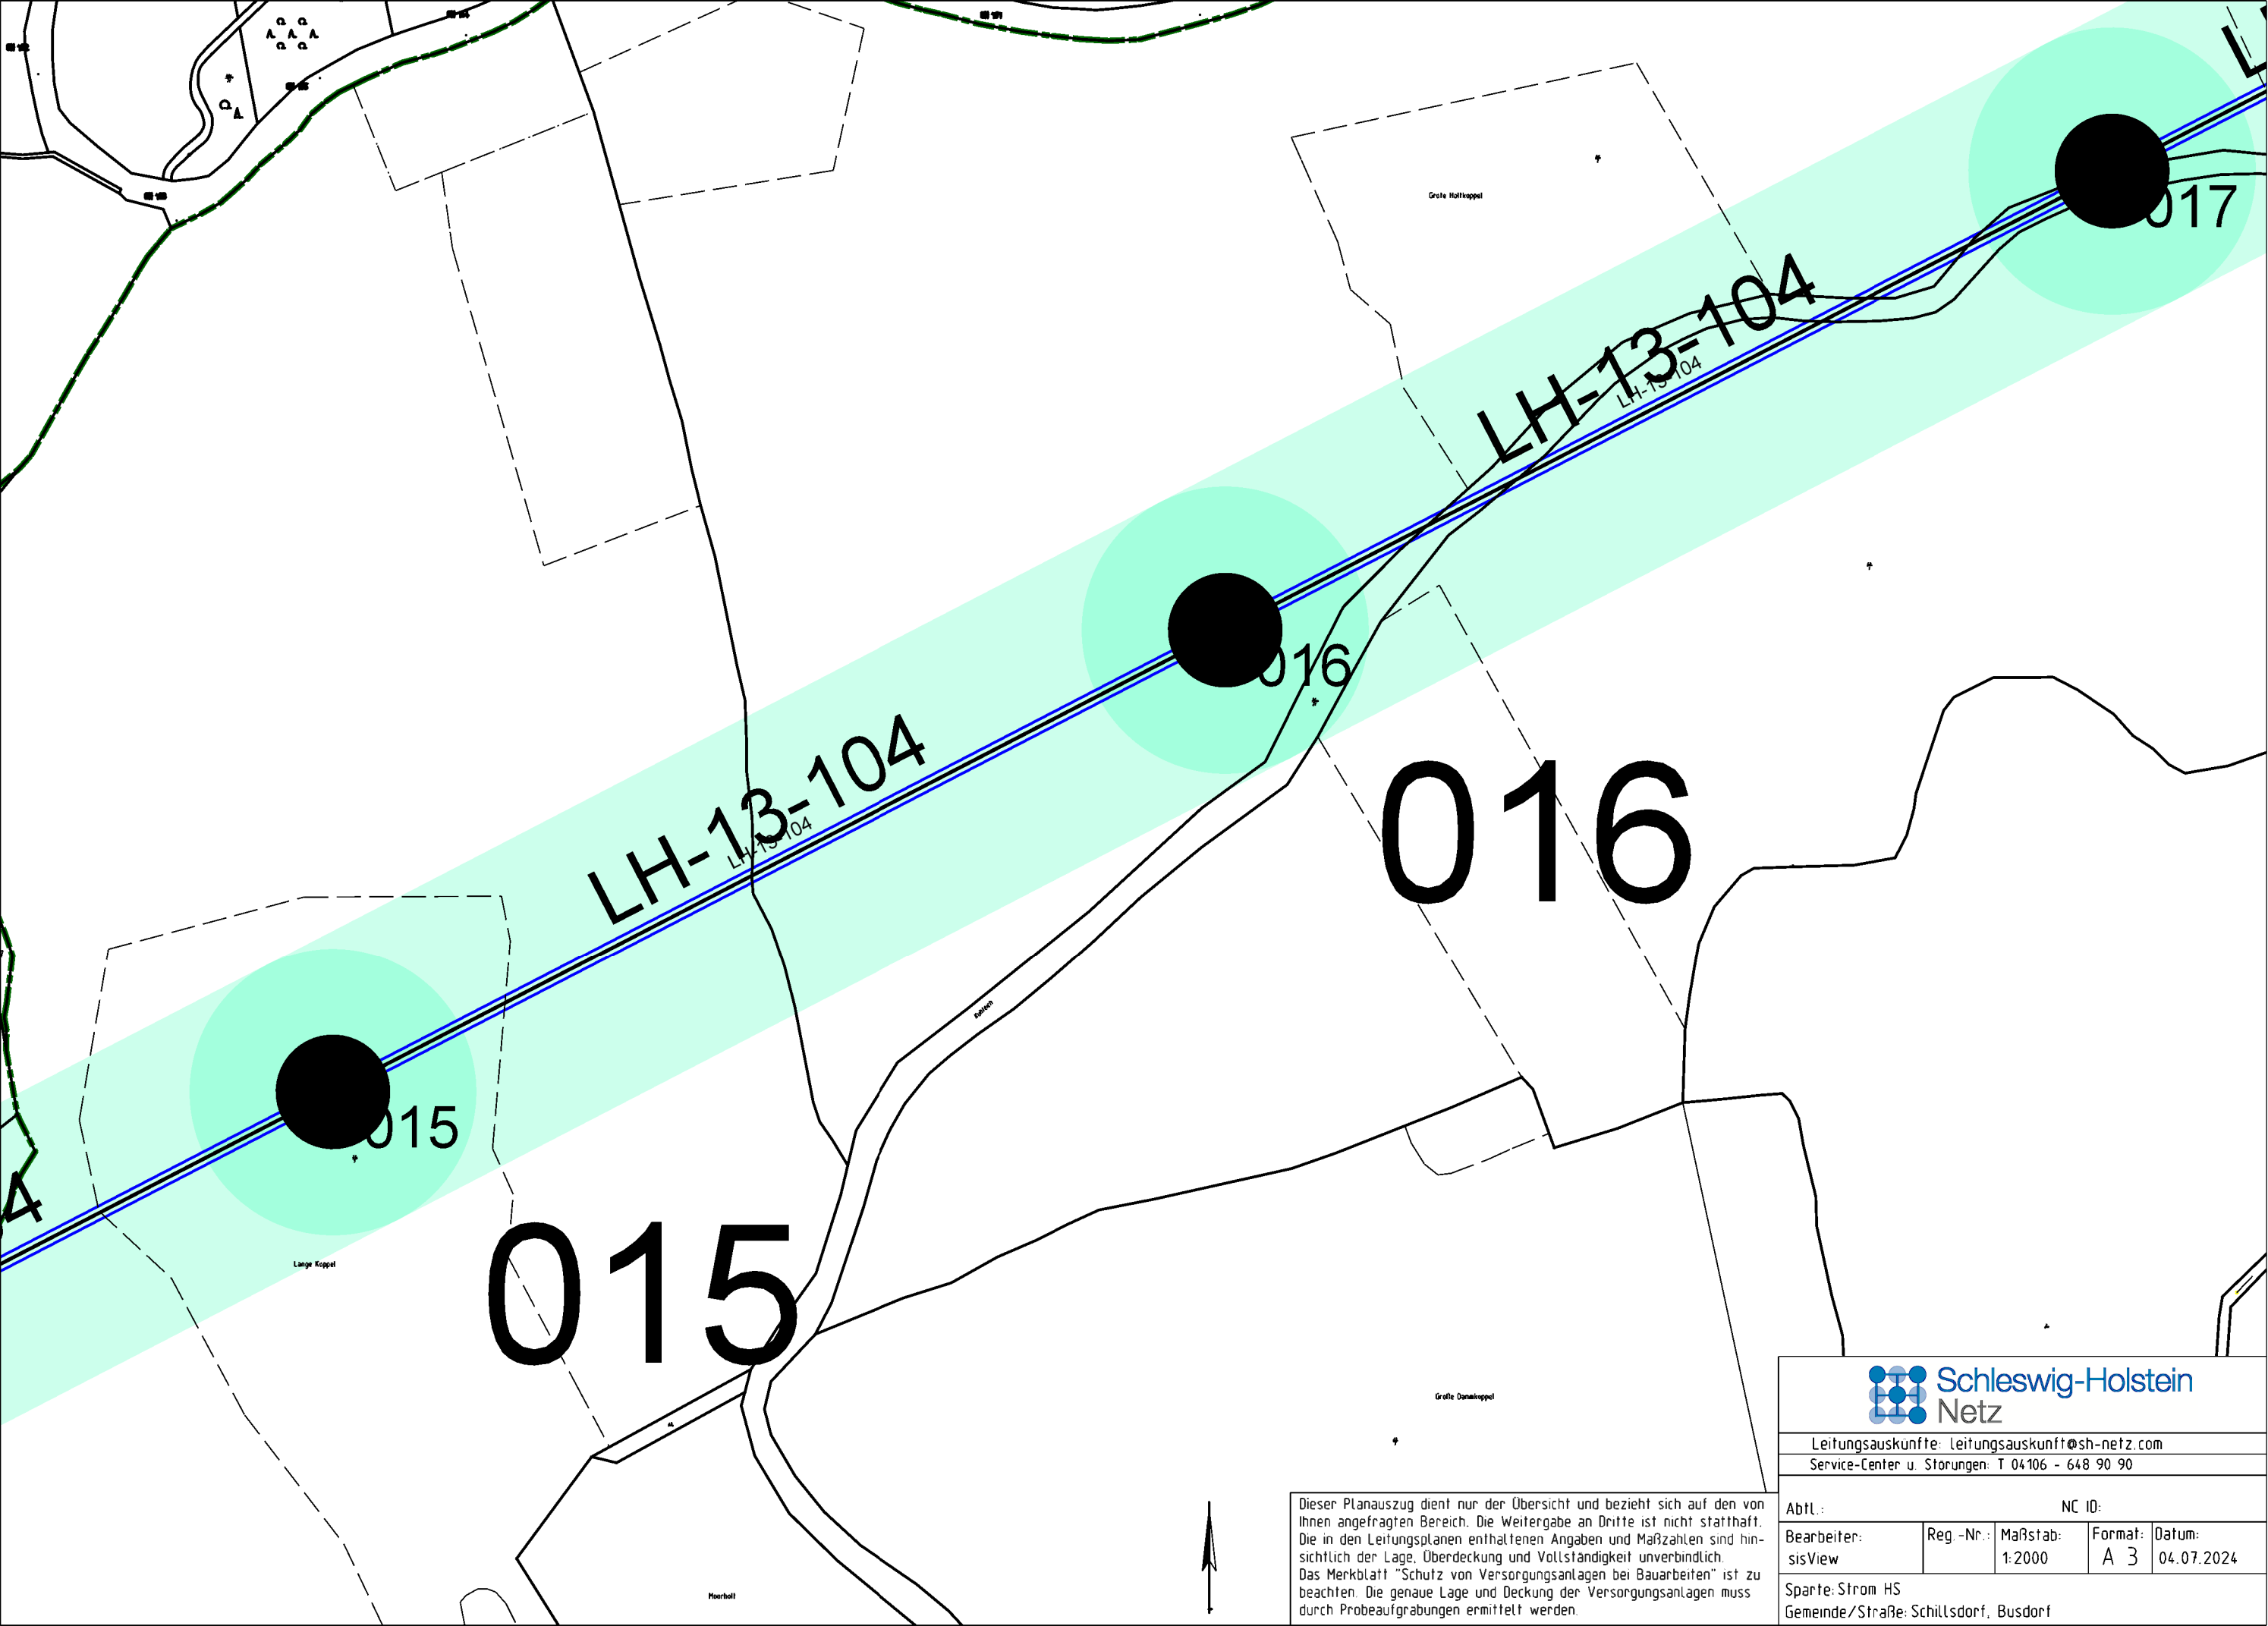 Grote Holtkoppel
017
LH-13-104
LH-13-104
016
LH-13-104
LH-13-104
016
015
4
Lange Koppel
015
Große Dammkoppel
Moorholt
Schleswig-Holstein
Netz
Leitungsauskünfte: leitungsauskunft@sh-netz.com
Service-Center u. Störungen: T 04106 - 648 90 90
Abtl.: NC ID:
Bearbeiter: Reg.-Nr.: Maßstab: Format: Datum:
sisView 1:2000 A 3 04.07.2024
Sparte: Strom HS
Gemeinde/Straße: Schillsdorf, Busdorf
Dieser Planauszug dient nur der Übersicht und bezieht sich auf den von
Ihnen angefragten Bereich. Die Weitergabe an Dritte ist nicht statthaft.
Die in den Leitungsplänen enthaltenen Angaben und Maßzahlen sind hin-
sichtlich der Lage, Überdeckung und Vollständigkeit unverbindlich.
Das Merkblatt "Schutz von Versorgungsanlagen bei Bauarbeiten" ist zu
beachten. Die genaue Lage und Deckung der Versorgungsanlagen muss
durch Probeaufgrabungen ermittelt werden.